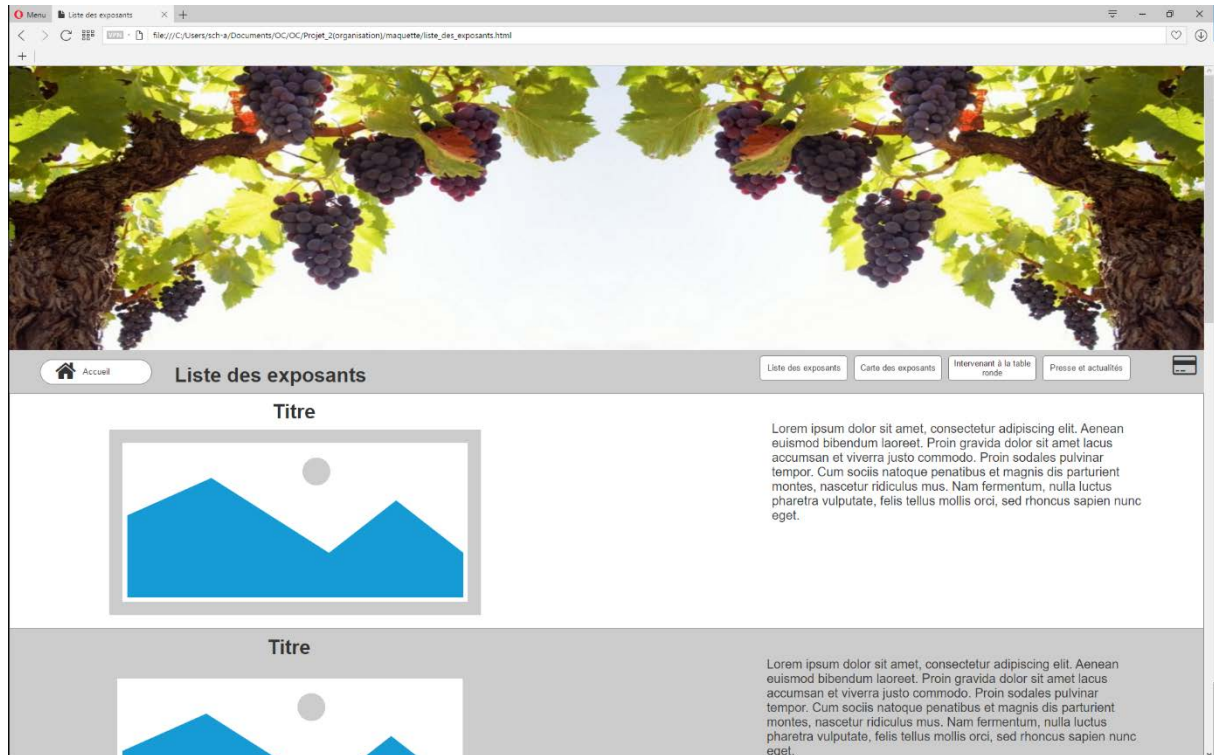 Menu
Liste des exposants
VPN
file:///C:/Users/sch-a/Documents/OC/OC/Projet_2(organisation)/maquette/liste_des_exposants.html
Accueil
Liste des exposants
Liste des exposants
Carte des exposants
Intervenant à la table
ronde
Presse et actualités
Titre
Lorem ipsum dolor sit amet, consectetur adipiscing elit. Aenean
euismod bibendum laoreet. Proin gravida dolor sit amet lacus
accumsan et viverra justo commodo. Proin sodales pulvinar
tempor. Cum sociis natoque penatibus et magnis dis parturient
montes, nascetur ridiculus mus. Nam fermentum, nulla luctus
pharetra vulputate, felis tellus mollis orci, sed rhoncus sapien nunc
eget.
Titre
Lorem ipsum dolor sit amet, consectetur adipiscing elit. Aenean
euismod bibendum laoreet. Proin gravida dolor sit amet lacus
accumsan et viverra justo commodo. Proin sodales pulvinar
tempor. Cum sociis natoque penatibus et magnis dis parturient
montes, nascetur ridiculus mus. Nam fermentum, nulla luctus
pharetra vulputate, felis tellus mollis orci, sed rhoncus sapien nunc
eget.